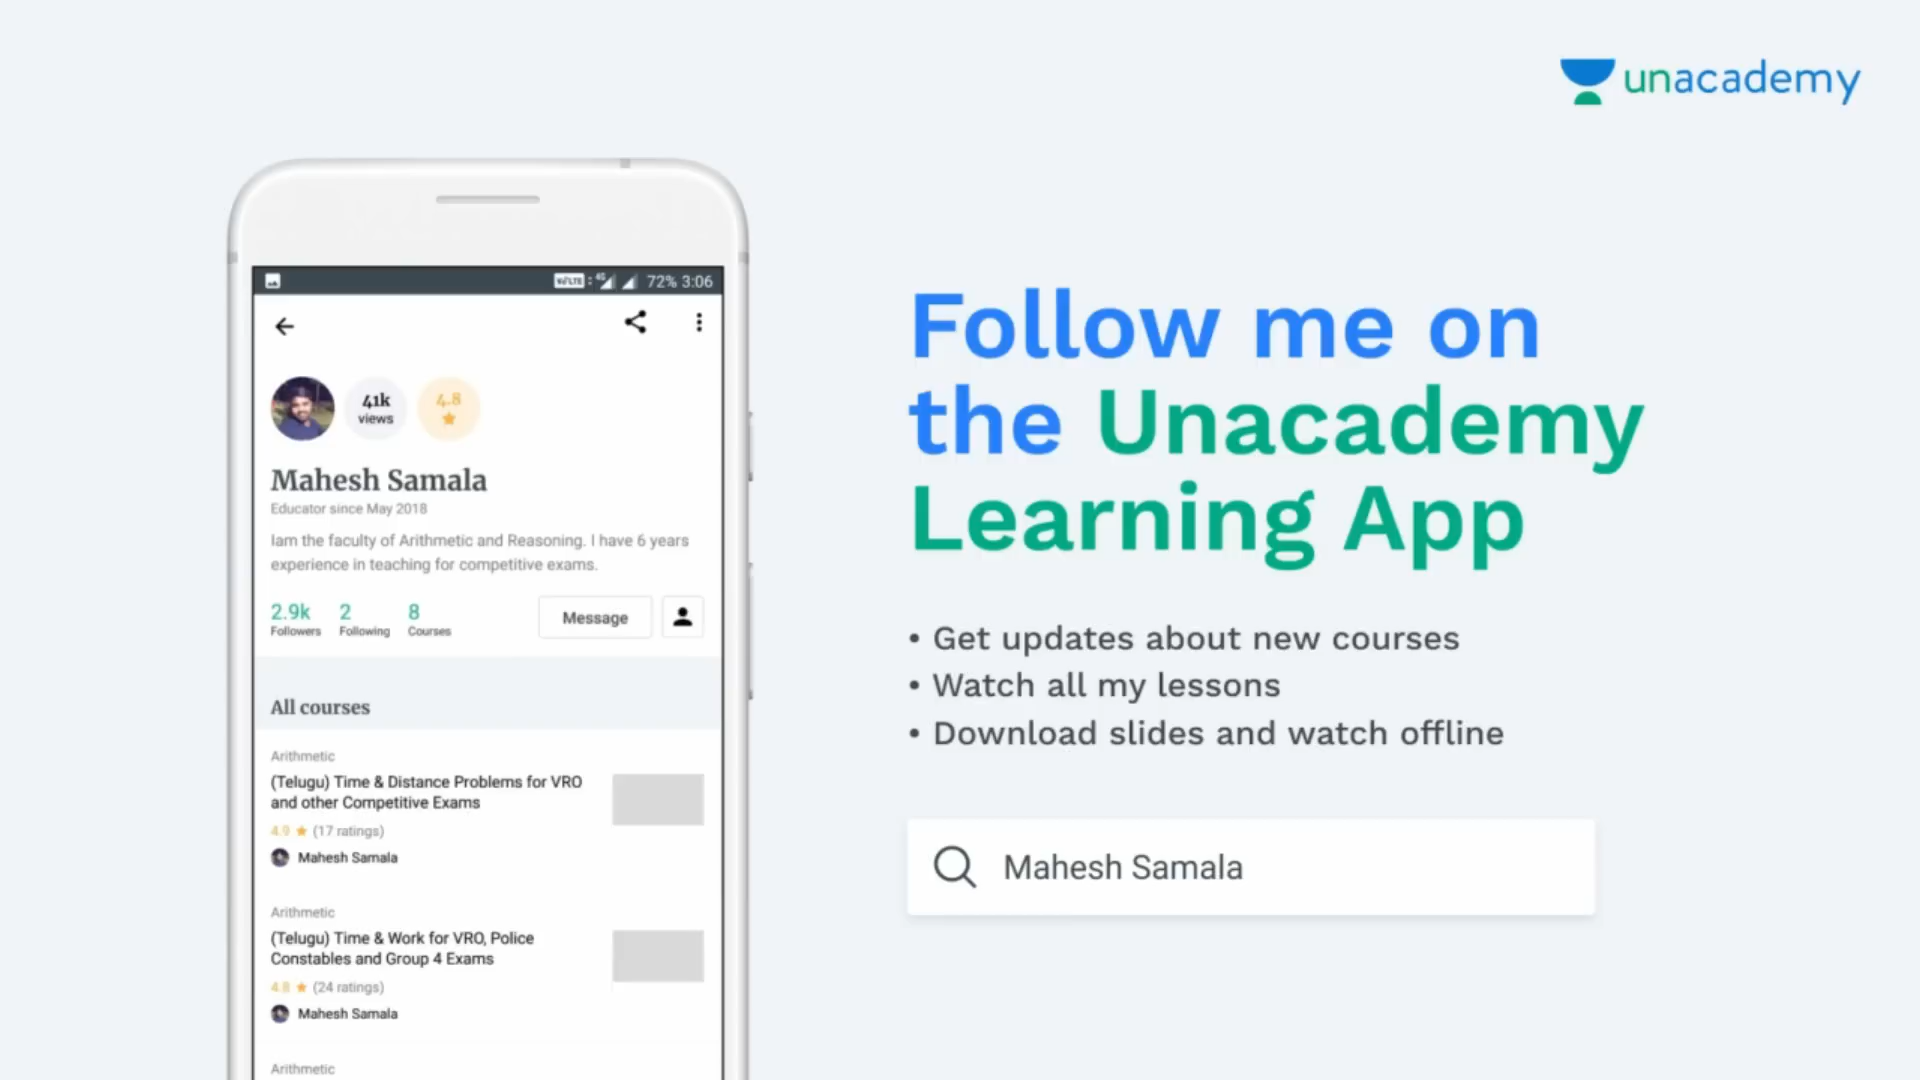 unacademy
VoLTE 4G 72% 3:06
41k
views
4.8
Mahesh Samala
Educator since May 2018
Iam the faculty of Arithmetic and Reasoning. I have 6 years
experience in teaching for competitive exams.
2.9k 2 8
Followers Following Courses
Message
All courses
Arithmetic
(Telugu) Time & Distance Problems for VRO
and other Competitive Exams
4.9 ★ (17 ratings)
Mahesh Samala
Arithmetic
(Telugu) Time & Work for VRO, Police
Constables and Group 4 Exams
4.8 ★ (24 ratings)
Mahesh Samala
Arithmetic
Follow me on
the Unacademy
Learning App
• Get updates about new courses
• Watch all my lessons
• Download slides and watch offline
Mahesh Samala